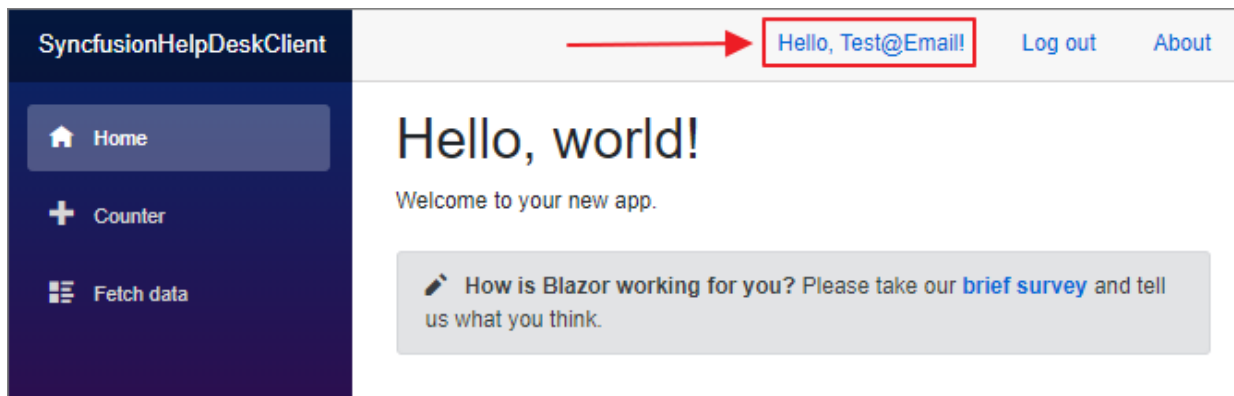 SyncfusionHelpDeskClient
Hello, Test@Email!
Log out
About
Home
Counter
Fetch data
Hello, world!
Welcome to your new app.
How is Blazor working for you? Please take our brief survey and tell
us what you think.